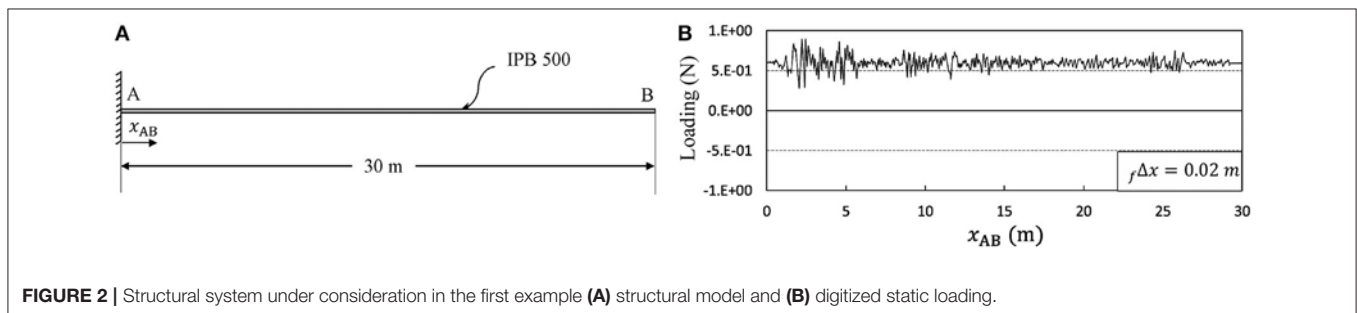 A
IPB 500
A
B
x_AB
30 m
B
Loading (N)
1.E+00
5.E-01
0.E+00
-5.E-01
-1.E+00
fΔx = 0.02 m
0 5 10 15 20 25 30
x_AB (m)
FIGURE 2 | Structural system under consideration in the first example (A) structural model and (B) digitized static loading.